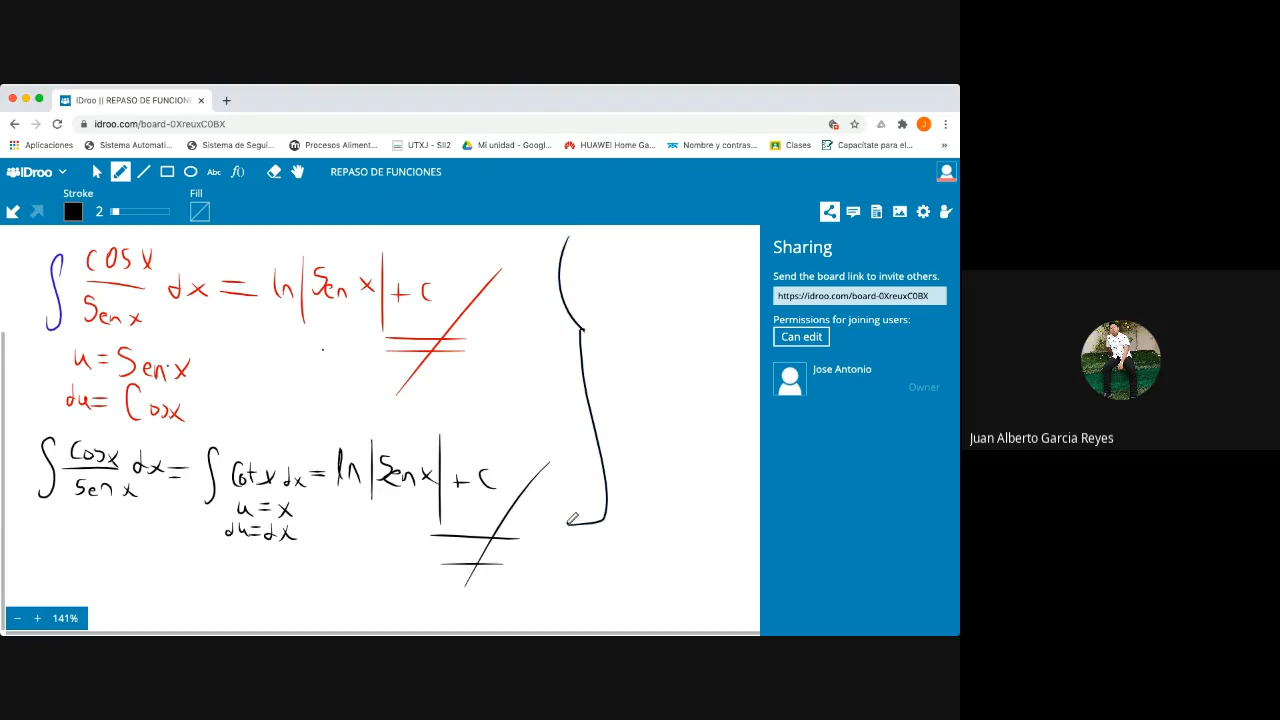 IDroo || REPASO DE FUNCION
idroo.com/board-0XreuxC0BX
Aplicaciones Sistema Automati... Sistema de Segui... Procesos Aliment... UTXJ - SII2 Mi unidad - Googl... HUAWEI Home Ga... Nombre y contras... Clases Capacítate para el... »
IDroo Abc f() REPASO DE FUNCIONES
Stroke Fill
2
Sharing
Send the board link to invite others.
https://idroo.com/board-0XreuxC0BX
Permissions for joining users:
Can edit
Jose Antonio
Owner
∫ cos x / Sen x dx = ln |Sen x| + c
u = Sen x
du = Cos x
∫ Cos x / Sen x dx = ∫ Cot x dx = ln |Sen x| + c
u = x
du = dx
− + 141%
Juan Alberto Garcia Reyes